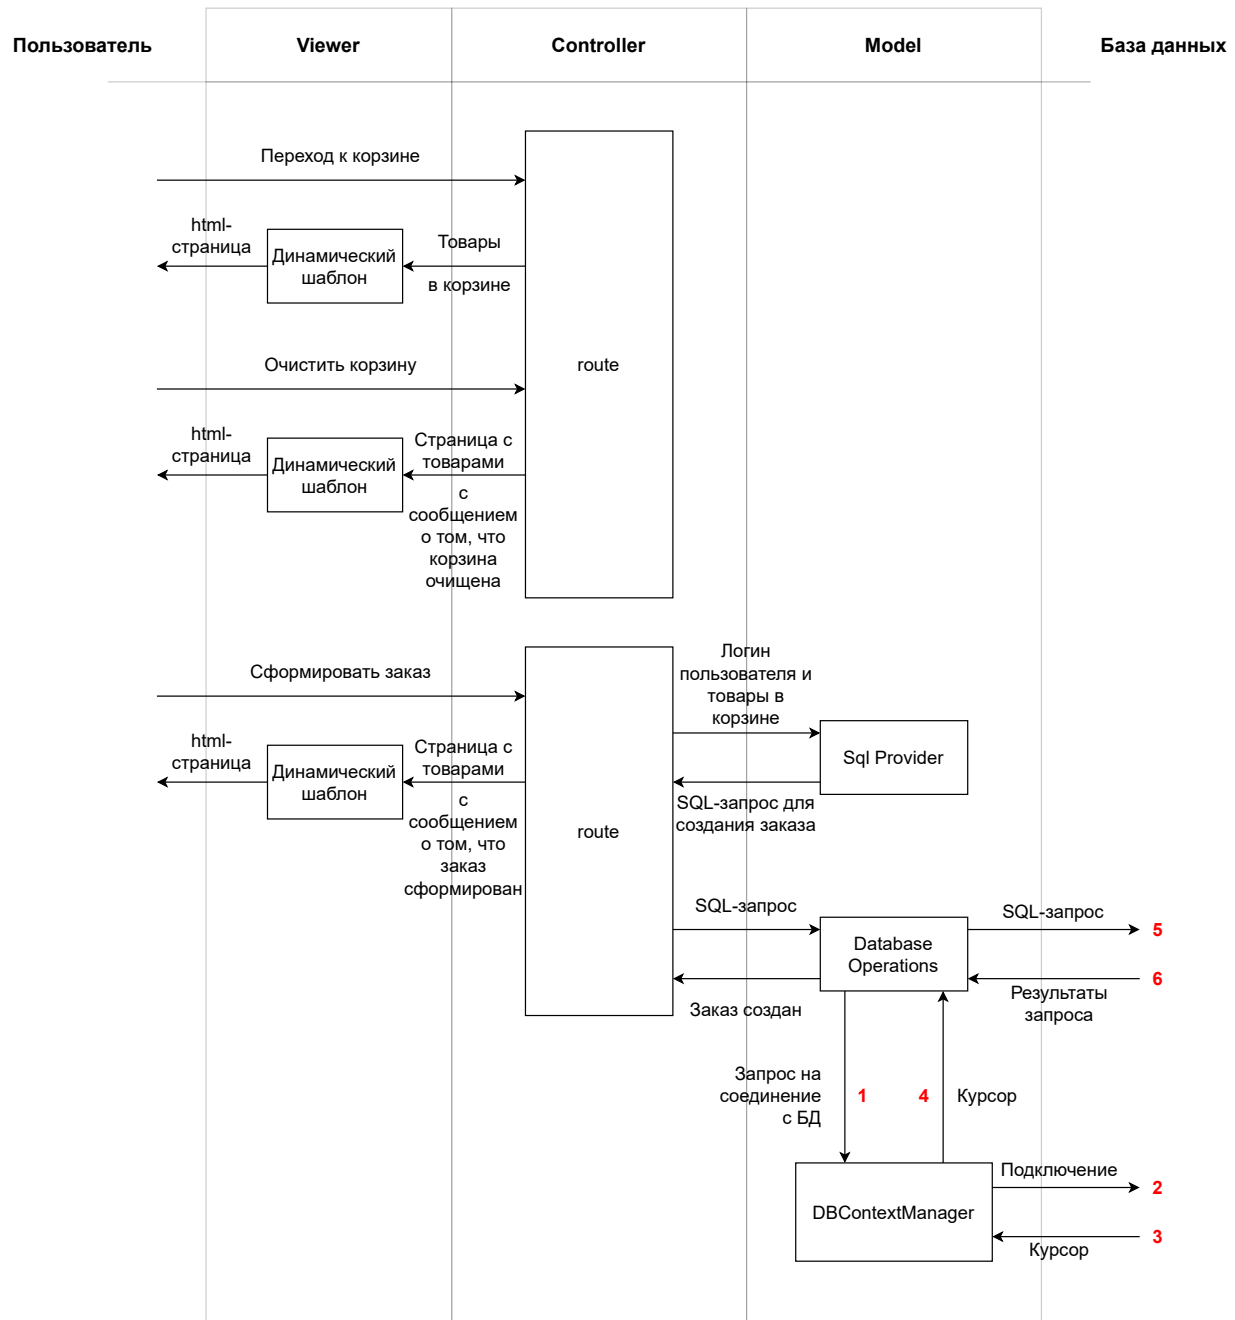 Пользователь
Viewer
Controller
Model
База данных
Переход к корзине
html-
страница
Динамический
шаблон
Товары
в корзине
route
Очистить корзину
html-
страница
Динамический
шаблон
Страница с
товарами
с
сообщением
о том, что
корзина
очищена
Сформировать заказ
html-
страница
Динамический
шаблон
Страница с
товарами
с
сообщением
о том, что
заказ
сформирован
route
Логин
пользователя и
товары в
корзине
Sql Provider
SQL-запрос для
создания заказа
SQL-запрос
Database
Operations
SQL-запрос
5
6
Заказ создан
Результаты
запроса
Запрос на
соединение
с БД
1
4
Курсор
DBContextManager
Подключение
2
3
Курсор